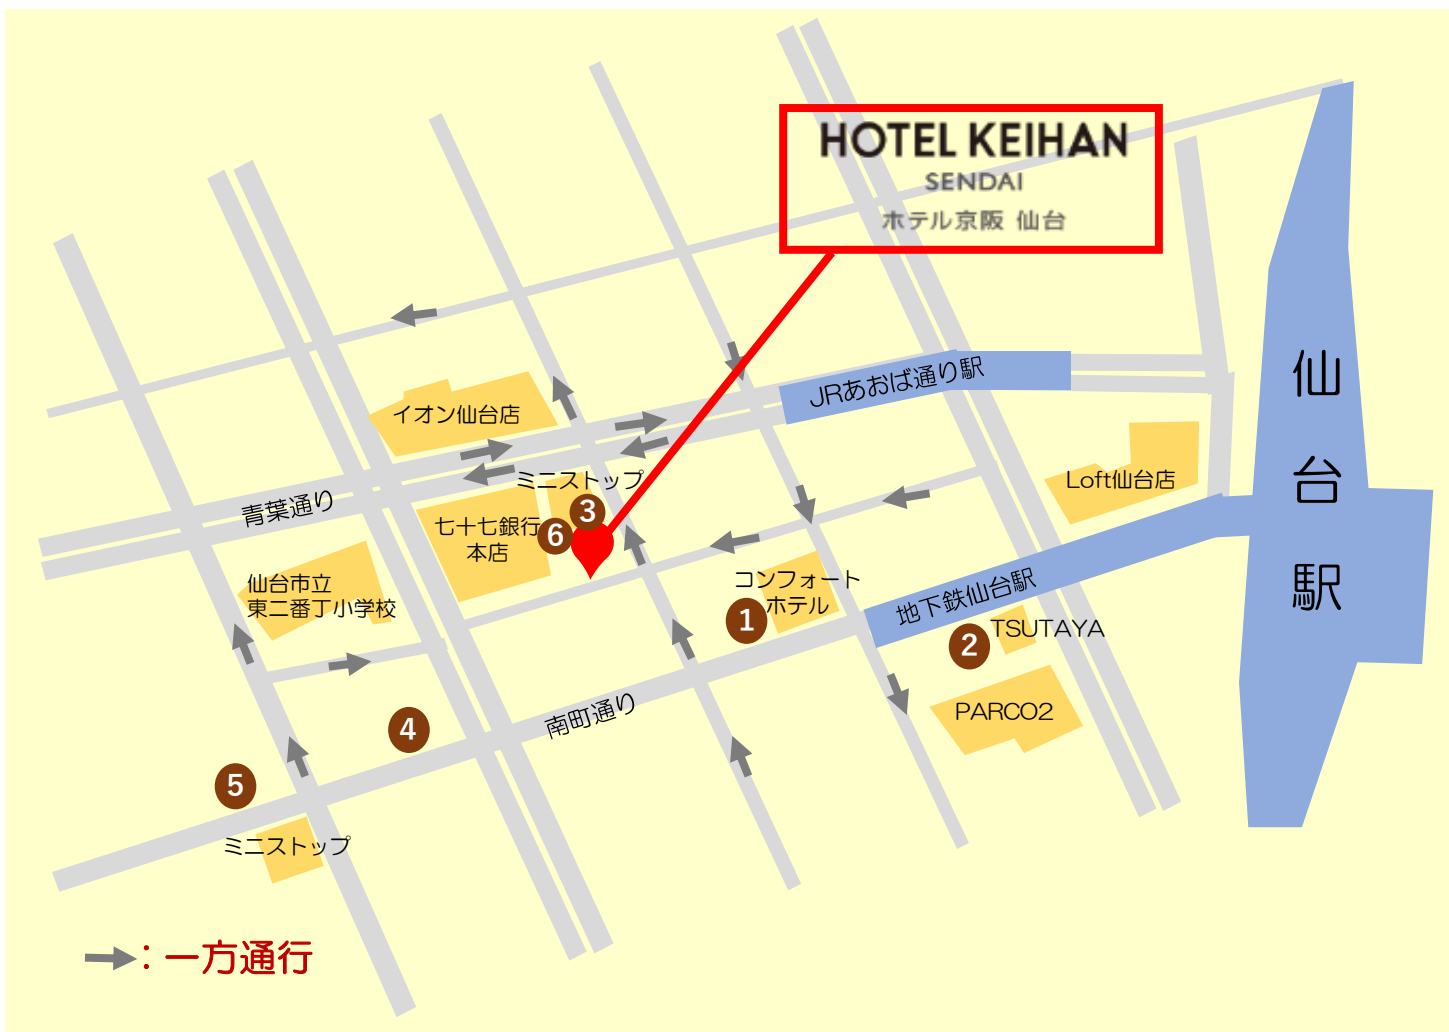 HOTEL KEIHAN
SENDAI
ホテル京阪 仙台
JRあおば通り駅
仙台駅
イオン仙台店
ミニストップ
Loft仙台店
青葉通り
3
七十七銀行
本店
6
仙台市立
東二番丁小学校
コンフォート
ホテル
1
地下鉄仙台駅
2
TSUTAYA
南町通り
PARCO2
4
5
ミニストップ
:一方通行